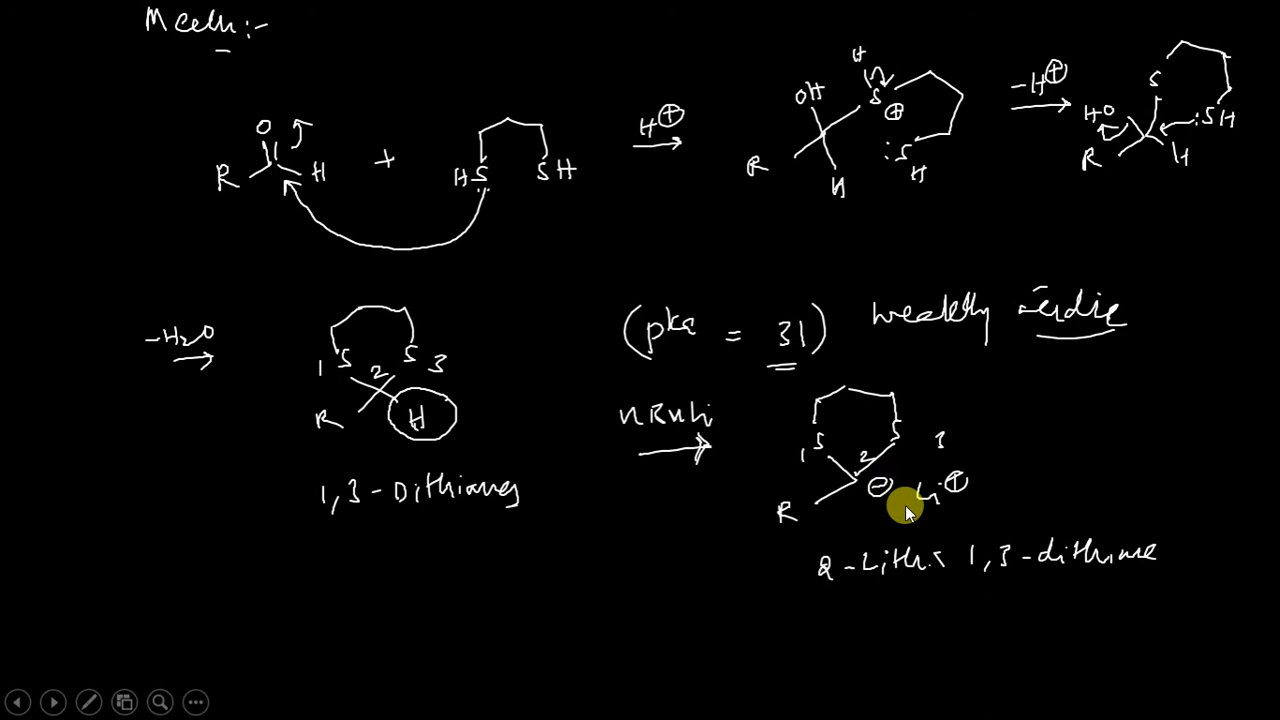 Mech :-
O
R
H
+
HS
SH
H⊕
OH
H
S
⊕
R
H
:S
H
-H⊕
S
HO
:SH
R
H
-H₂O
1 S
2
S 3
R
H
1,3-Dithianes
(pka = 31) weakly acidic
nBuLi
1 S
2
S
3
R
⊖
Li⊕
2-Lithio 1,3-dithiane